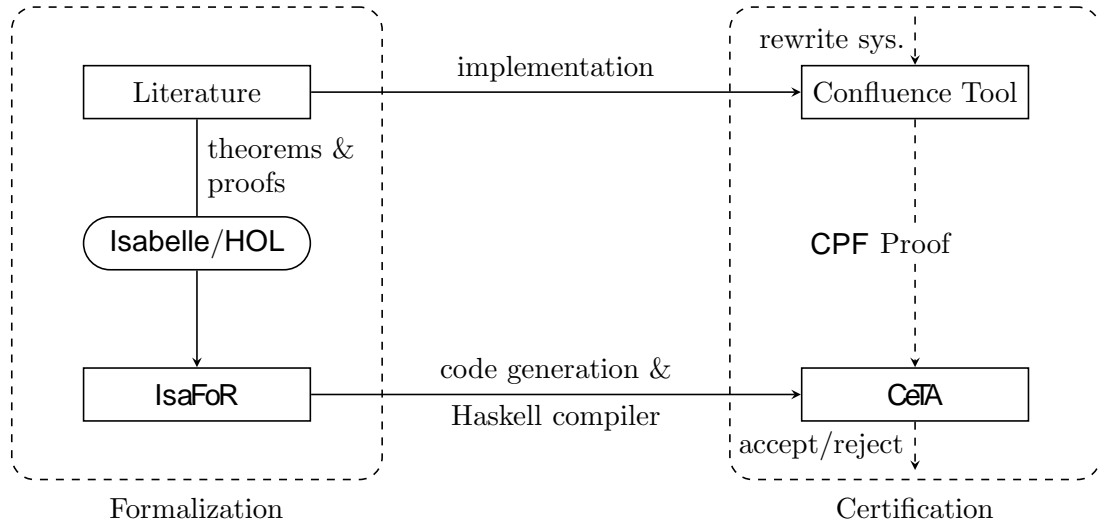 rewrite sys.
implementation
Literature
Confluence Tool
theorems &
proofs
Isabelle/HOL
CPF Proof
code generation &
IsaFoR
CeTA
Haskell compiler
accept/reject
Formalization
Certification